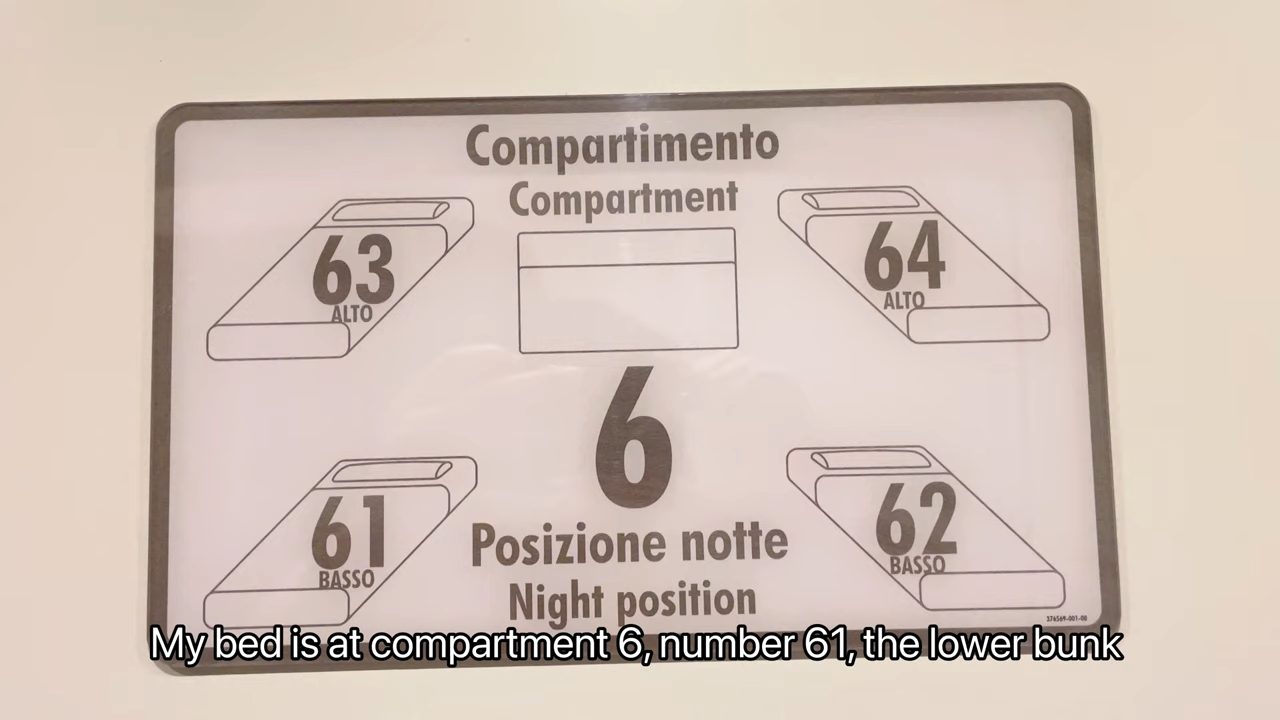 Compartimento
Compartment
63
ALTO
64
ALTO
6
61
BASSO
62
BASSO
Posizione notte
Night position
My bed is at compartment 6, number 61, the lower bunk